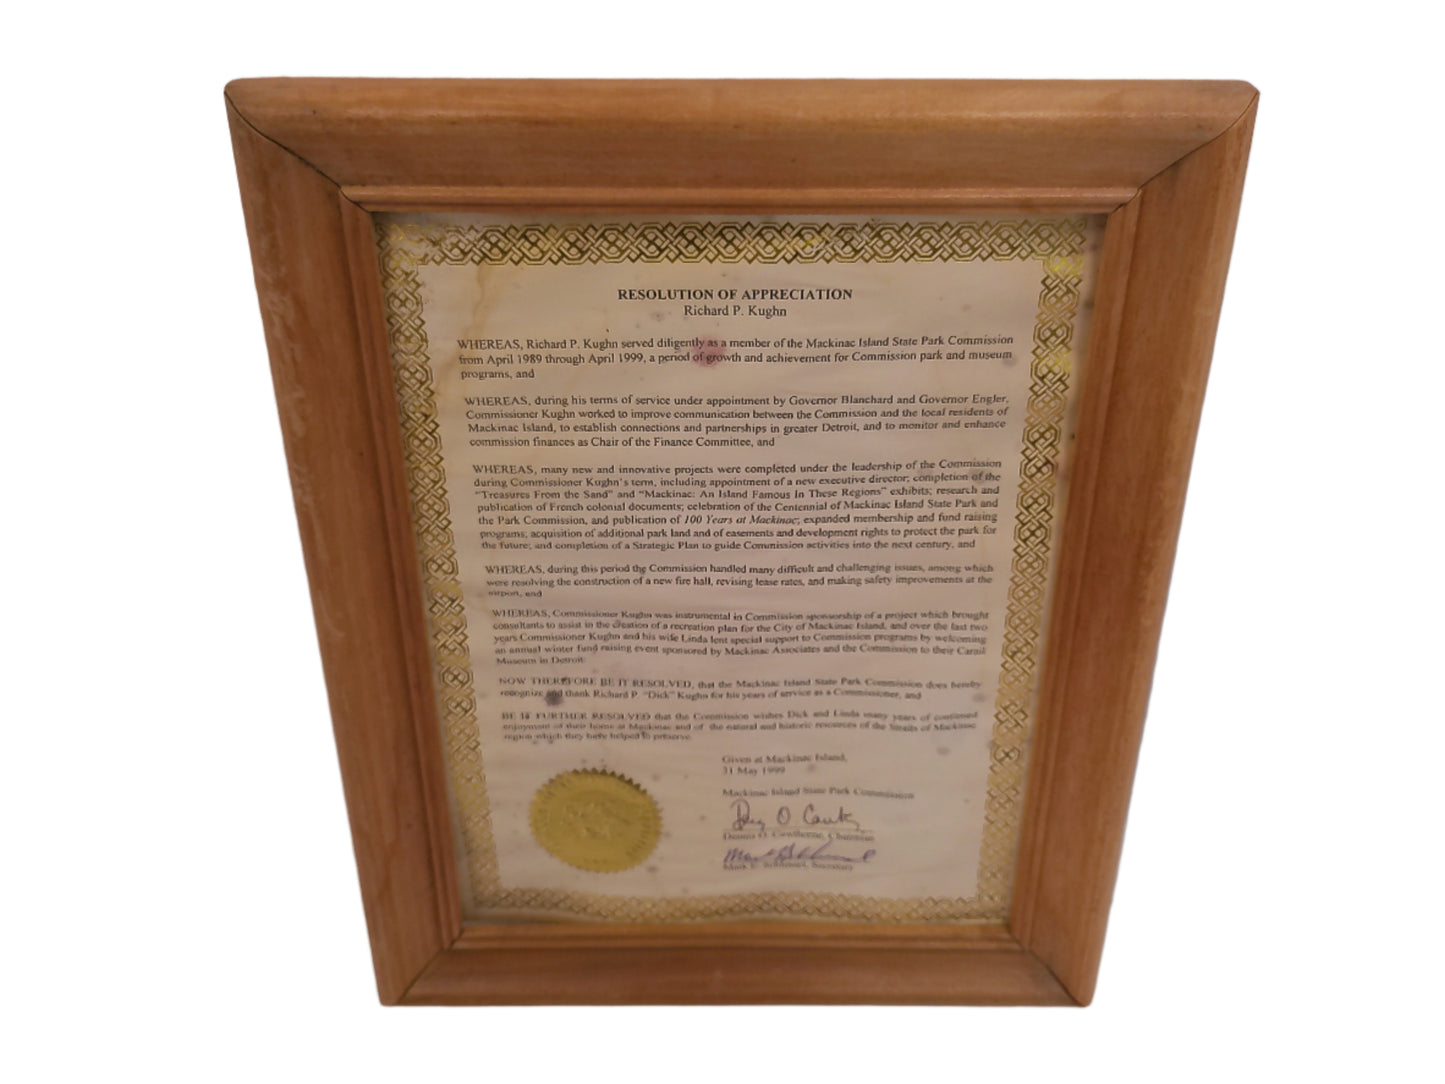 RESOLUTION OF APPRECIATION
Richard P. Kughn
WHEREAS, Richard P. Kughn served diligently as a member of the Mackinac Island State Park Commission
from April 1989 through April 1999, a period of growth and achievement for Commission park and museum
programs, and
WHEREAS, during his terms of service under appointment by Governor Blanchard and Governor Engler,
Commissioner Kughn worked to improve communication between the Commission and the local residents of
Mackinac Island, to establish connections and partnerships in greater Detroit, and to monitor and enhance
commission finances as Chair of the Finance Committee, and
WHEREAS, many new and innovative projects were completed under the leadership of the Commission
during Commissioner Kughn's term, including appointment of a new executive director; completion of the
"Treasures From the Sand" and "Mackinac: An Island Famous In These Regions" exhibits; research and
publication of French colonial documents; celebration of the Centennial of Mackinac Island State Park and
the Park Commission, and publication of 100 Years at Mackinac; expanded membership and fund raising
programs; acquisition of additional park land and of easements and development rights to protect the park for
the future; and completion of a Strategic Plan to guide Commission activities into the next century, and
WHEREAS, during this period the Commission handled many difficult and challenging issues, among which
were resolving the construction of a new fire hall, revising lease rates, and making safety improvements at the
airport, and
WHEREAS, Commissioner Kughn was instrumental in Commission sponsorship of a project which brought
consultants to assist in the creation of a recreation plan for the City of Mackinac Island, and over the last two
years Commissioner Kughn and his wife Linda lent special support to Commission programs by welcoming
an annual winter fund raising event sponsored by Mackinac Associates and the Commission to their Carail
Museum in Detroit.
NOW THEREFORE BE IT RESOLVED, that the Mackinac Island State Park Commission does hereby
recognize and thank Richard P. "Dick" Kughn for his years of service as a Commissioner, and
BE IT FURTHER RESOLVED that the Commission wishes Dick and Linda many years of continued
enjoyment of their home at Mackinac and of the natural and historic resources of the Straits of Mackinac
region which they have helped to preserve.
Given at Mackinac Island,
31 May 1999
Mackinac Island State Park Commission
Dennis O. Cawthorne, Chairman
Mark Secretary